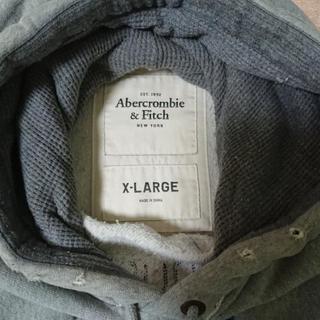 EST. 1892
Abercrombie
& Fitch
NEW YORK
X-LARGE
MADE IN CHINA